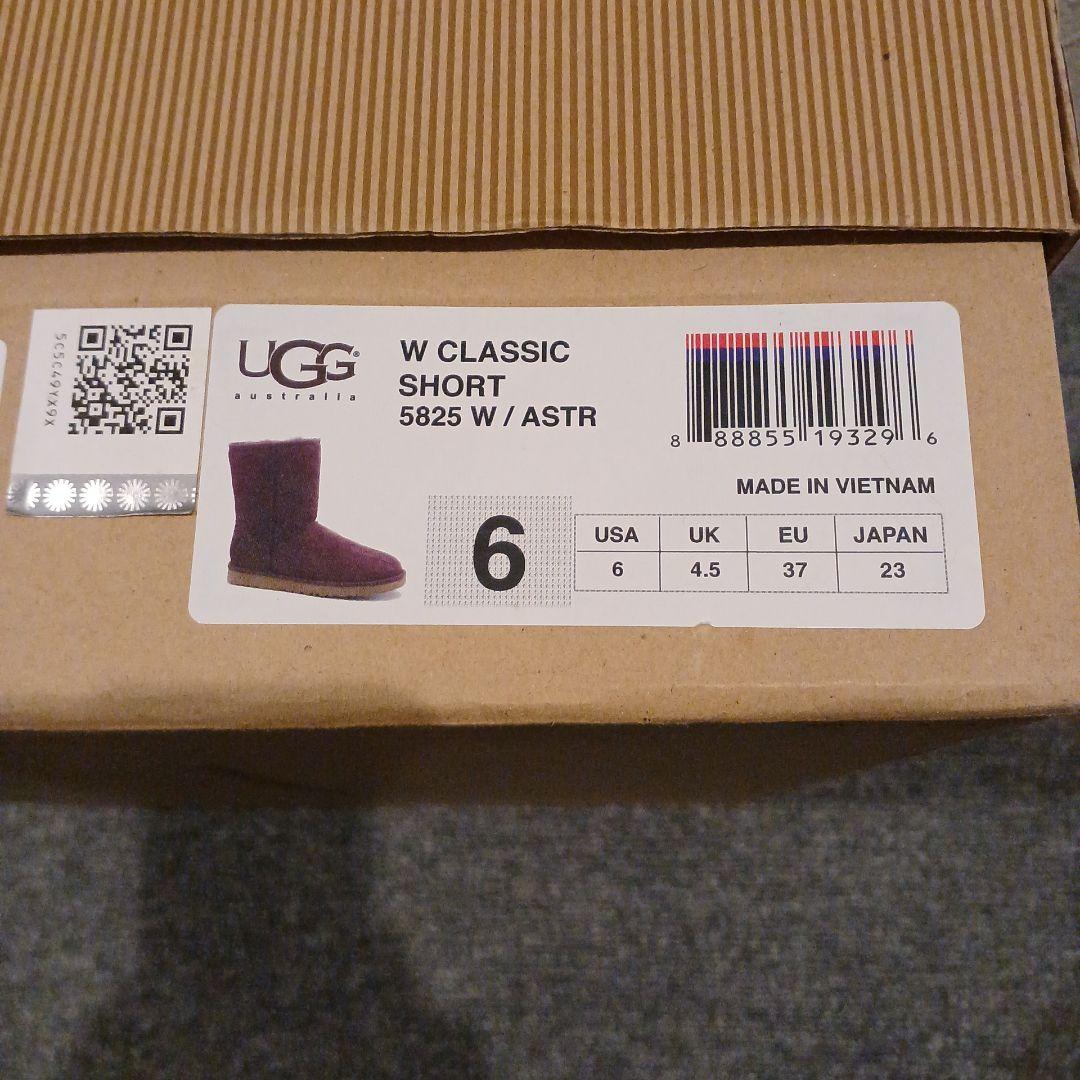 5C5C49YX9X
UGG®
australia
W CLASSIC
SHORT
5825 W / ASTR
8 88855 19329 6
MADE IN VIETNAM
6
USA UK EU JAPAN
6 4.5 37 23